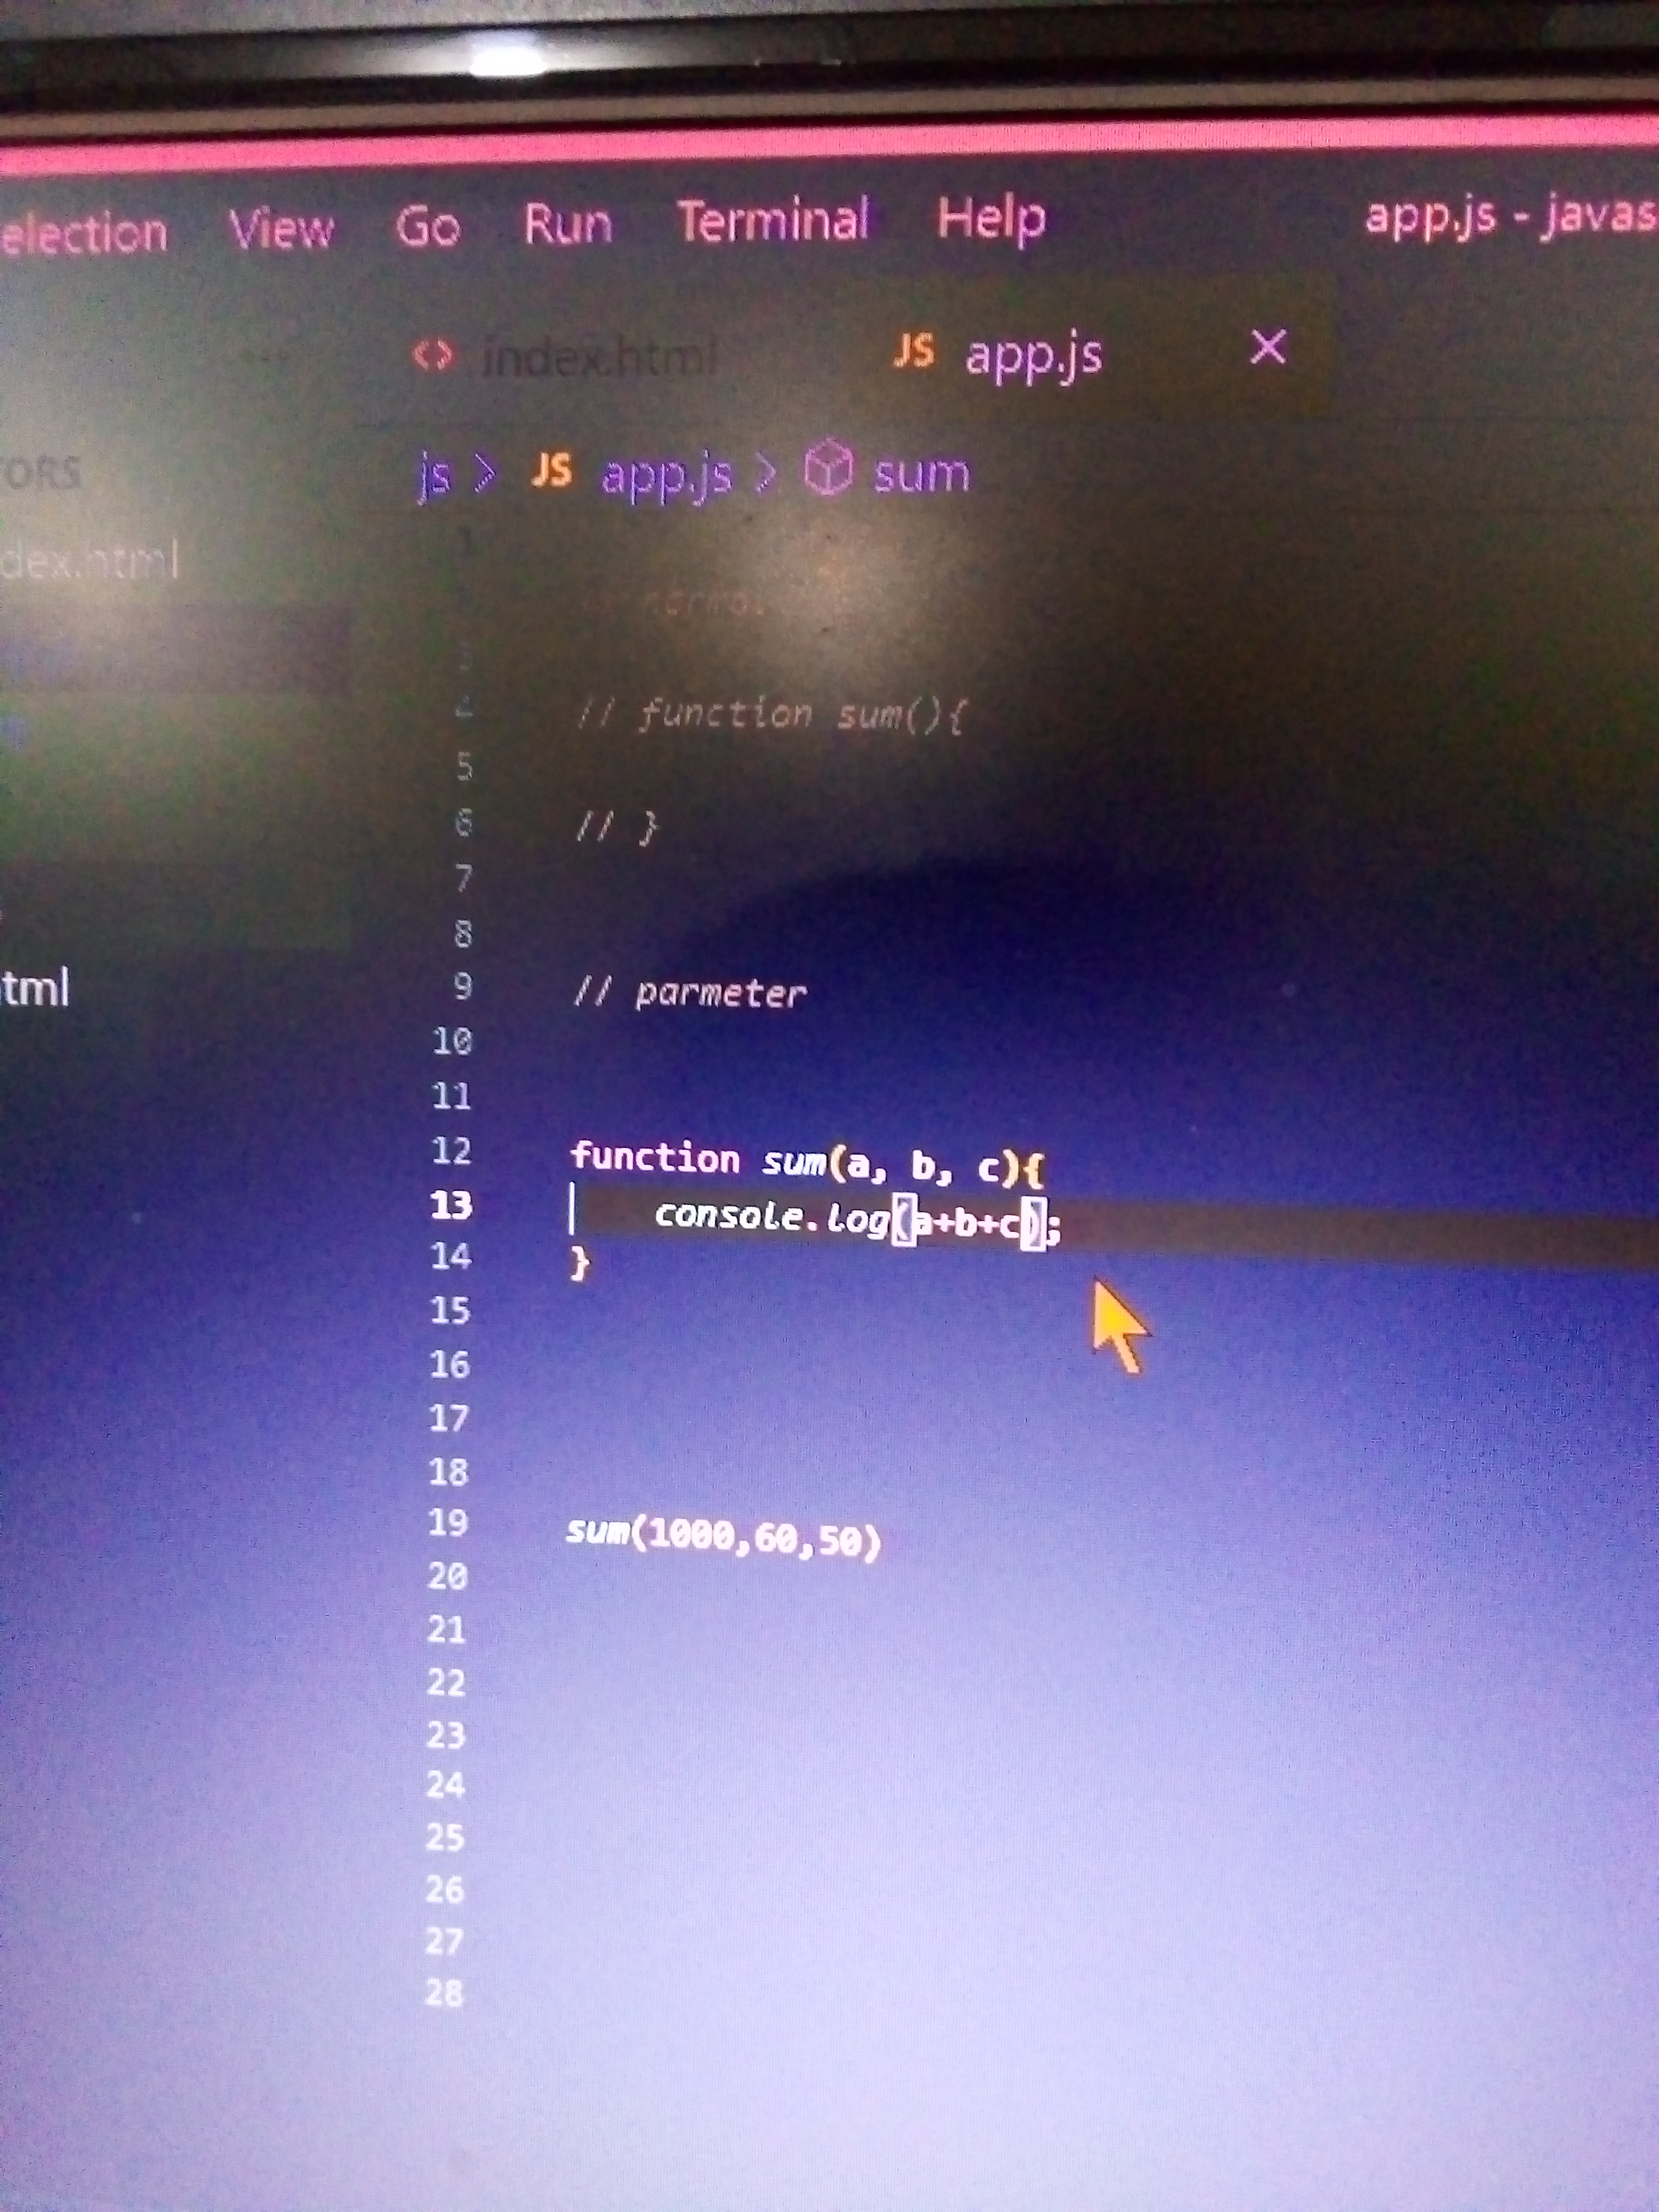 election View Go Run Terminal Help app.js - javas
<> index.html JS app.js ×
js > JS app.js > sum
TORS
dex.html
1
3
4 // function sum(){
5
6 // }
7
8
tml
9 // parmeter
10
11
12 function sum(a, b, c){
13 console.log(a+b+c);
14 }
15
16
17
18
19 sum(1000,60,50)
20
21
22
23
24
25
26
27
28